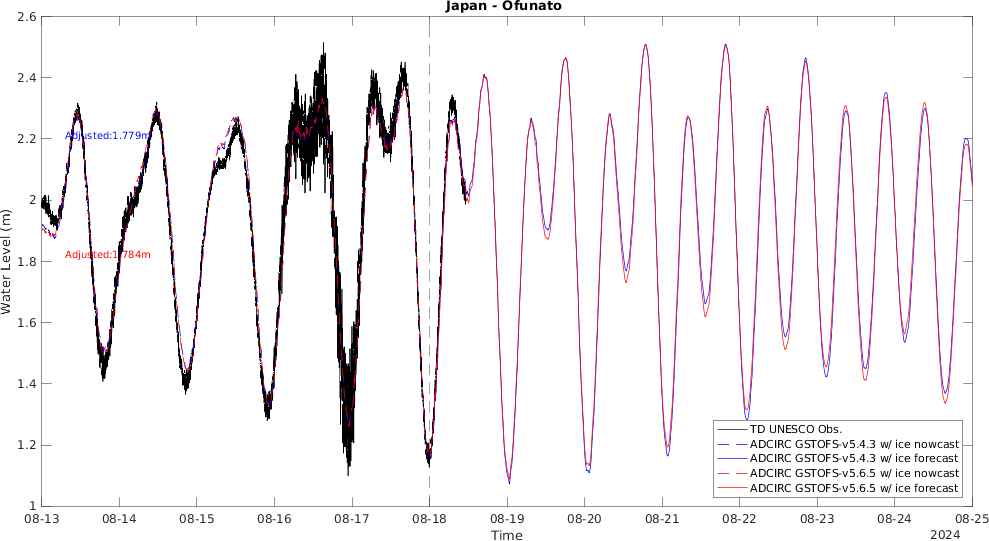 Japan - Ofunato
2.6
2.4
2.2
2
1.8
1.6
1.4
1.2
1
Water Level (m)
Adjusted:1.779m
Adjusted:1.784m
TD UNESCO Obs.
ADCIRC GSTOFS-v5.4.3 w/ ice nowcast
ADCIRC GSTOFS-v5.4.3 w/ ice forecast
ADCIRC GSTOFS-v5.6.5 w/ ice nowcast
ADCIRC GSTOFS-v5.6.5 w/ ice forecast
08-13 08-14 08-15 08-16 08-17 08-18 08-19 08-20 08-21 08-22 08-23 08-24 08-25
Time
2024